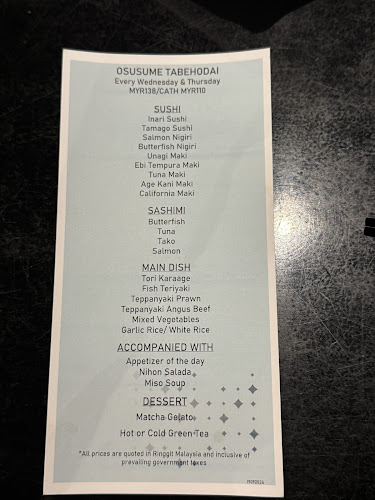 OSUSUME TABEHODAI
Every Wednesday & Thursday
MYR138/CATH MYR110
SUSHI
Inari Sushi
Tamago Sushi
Salmon Nigiri
Butterfish Nigiri
Unagi Maki
Ebi Tempura Maki
Tuna Maki
Age Kani Maki
California Maki
SASHIMI
Butterfish
Tuna
Tako
Salmon
MAIN DISH
Tori Karaage
Fish Teriyaki
Teppanyaki Prawn
Teppanyaki Angus Beef
Mixed Vegetables
Garlic Rice/ White Rice
ACCOMPANIED WITH
Appetizer of the day
Nihon Salada
Miso Soup
DESSERT
Matcha Gelato
Hot or Cold Green Tea
*All prices are quoted in Ringgit Malaysia and inclusive of
prevailing government taxes